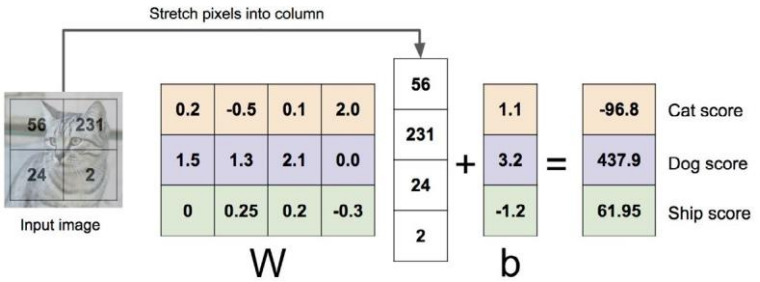 Stretch pixels into column
56 231
24 2
Input image
0.2 -0.5 0.1 2.0
1.5 1.3 2.1 0.0
0 0.25 0.2 -0.3
W
56
231
24
2
+
1.1
3.2
-1.2
b
=
-96.8 Cat score
437.9 Dog score
61.95 Ship score